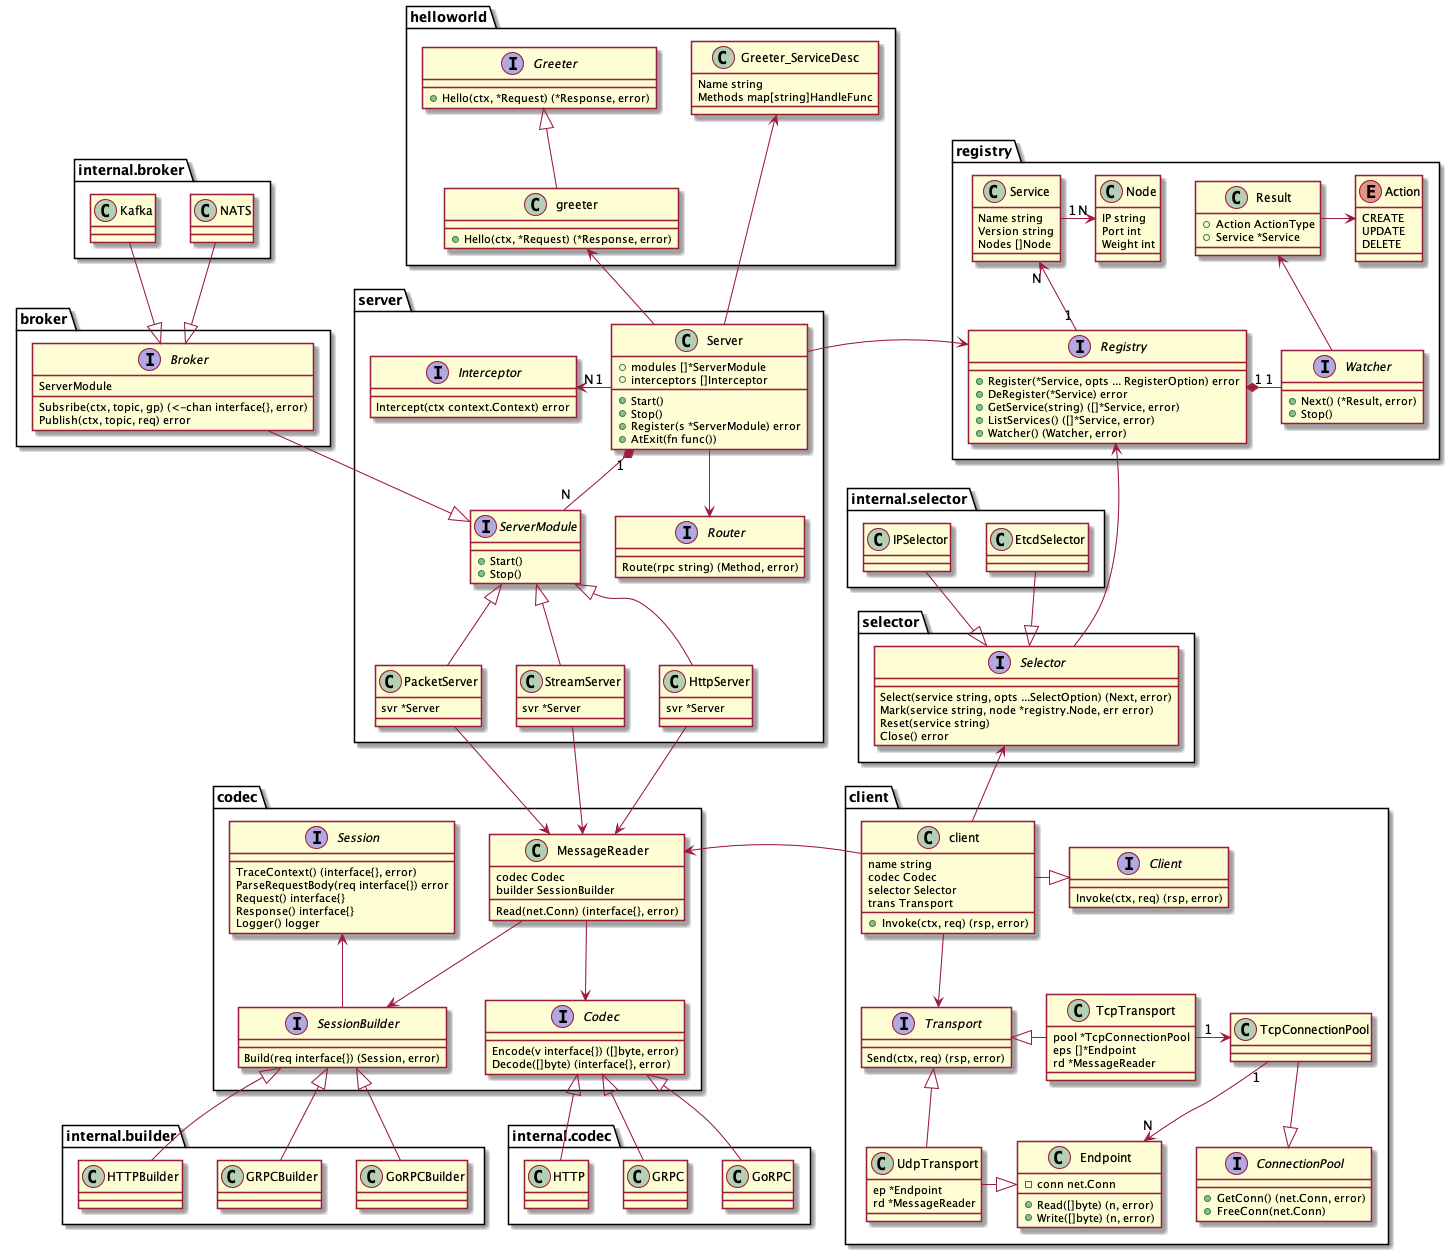 helloworld
I Greeter
Hello(ctx, *Request) (*Response, error)
C Greeter_ServiceDesc
Name string
Methods map[string]HandleFunc
C greeter
Hello(ctx, *Request) (*Response, error)
internal.broker
C Kafka
C NATS
registry
C Service
Name string
Version string
Nodes []Node
1 N
C Node
IP string
Port int
Weight int
C Result
Action ActionType
Service *Service
E Action
CREATE
UPDATE
DELETE
N
1
I Registry
Register(*Service, opts ... RegisterOption) error
DeRegister(*Service) error
GetService(string) ([]*Service, error)
ListServices() ([]*Service, error)
Watcher() (Watcher, error)
1 1
I Watcher
Next() (*Result, error)
Stop()
broker
I Broker
ServerModule
Subsribe(ctx, topic, gp) (<-chan interface{}, error)
Publish(ctx, topic, req) error
server
I Interceptor
Intercept(ctx context.Context) error
N 1
C Server
modules []*ServerModule
interceptors []Interceptor
Start()
Stop()
Register(s *ServerModule) error
AtExit(fn func())
1
N
I ServerModule
Start()
Stop()
I Router
Route(rpc string) (Method, error)
C PacketServer
svr *Server
C StreamServer
svr *Server
C HttpServer
svr *Server
internal.selector
C IPSelector
C EtcdSelector
selector
I Selector
Select(service string, opts ...SelectOption) (Next, error)
Mark(service string, node *registry.Node, err error)
Reset(service string)
Close() error
codec
I Session
TraceContext() (interface{}, error)
ParseRequestBody(req interface{}) error
Request() interface{}
Response() interface{}
Logger() logger
C MessageReader
codec Codec
builder SessionBuilder
Read(net.Conn) (interface{}, error)
I SessionBuilder
Build(req interface{}) (Session, error)
I Codec
Encode(v interface{}) ([]byte, error)
Decode([]byte) (interface{}, error)
internal.builder
C HTTPBuilder
C GRPCBuilder
C GoRPCBuilder
internal.codec
C HTTP
C GRPC
C GoRPC
client
C client
name string
codec Codec
selector Selector
trans Transport
Invoke(ctx, req) (rsp, error)
I Client
Invoke(ctx, req) (rsp, error)
I Transport
Send(ctx, req) (rsp, error)
C TcpTransport
pool *TcpConnectionPool
eps []*Endpoint
rd *MessageReader
1
C TcpConnectionPool
1
N
C UdpTransport
ep *Endpoint
rd *MessageReader
C Endpoint
conn net.Conn
Read([]byte) (n, error)
Write([]byte) (n, error)
I ConnectionPool
GetConn() (net.Conn, error)
FreeConn(net.Conn)